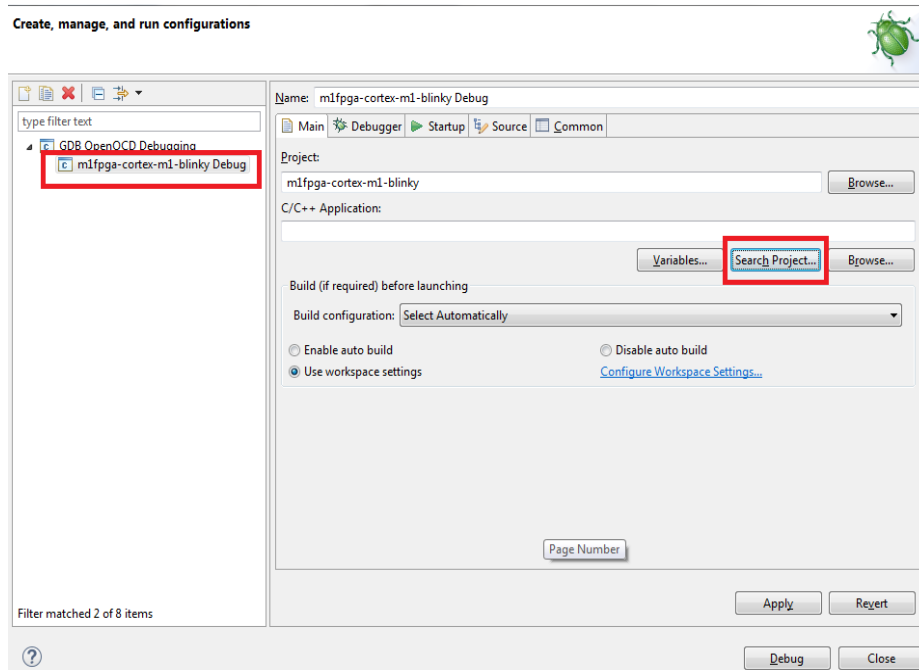 Create, manage, and run configurations
type filter text
GDB OpenOCD Debugging
m1fpga-cortex-m1-blinky Debug
Filter matched 2 of 8 items
Name: m1fpga-cortex-m1-blinky Debug
Main Debugger Startup Source Common
Project:
m1fpga-cortex-m1-blinky Browse...
C/C++ Application:
Variables... Search Project... Browse...
Build (if required) before launching
Build configuration: Select Automatically
Enable auto build Disable auto build
Use workspace settings Configure Workspace Settings...
Page Number
Apply Revert
? Debug Close